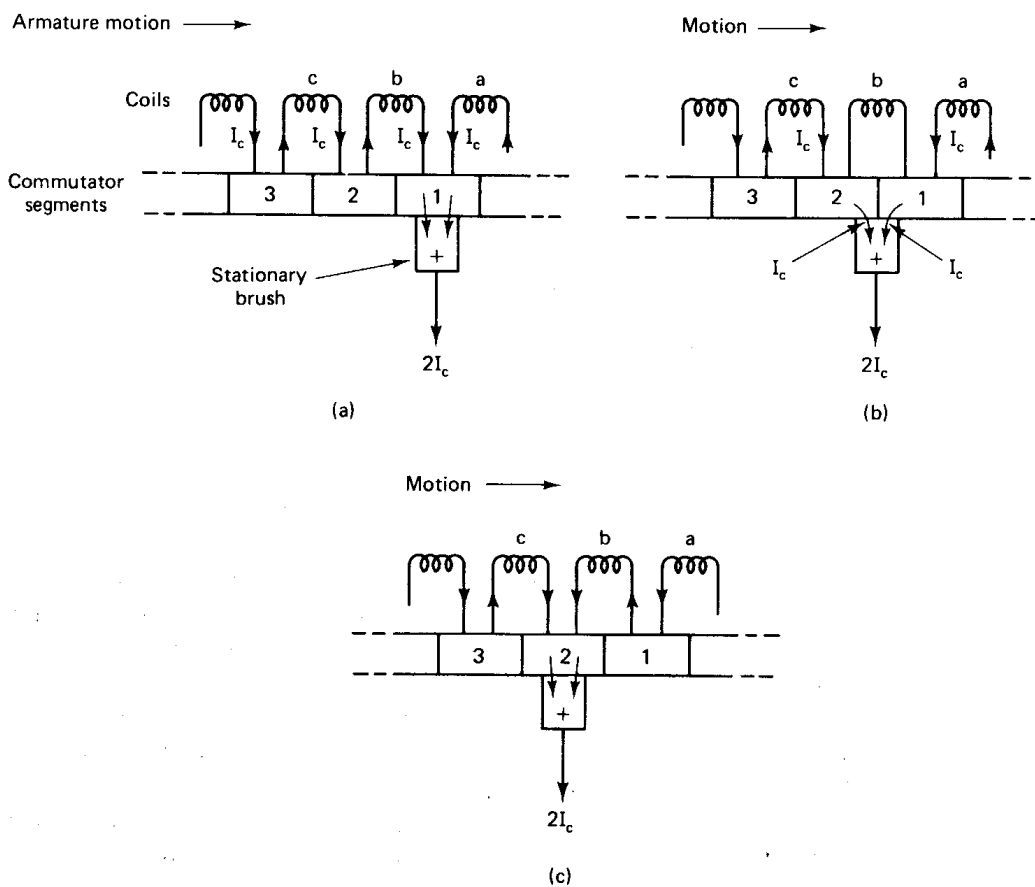 Armature motion
c b a
Coils
I_c I_c I_c I_c
Commutator
segments
3 2 1
+
Stationary
brush
2I_c
(a)
Motion
c b a
I_c I_c
3 2 1
+
I_c I_c
2I_c
(b)
Motion
c b a
3 2 1
+
2I_c
(c)